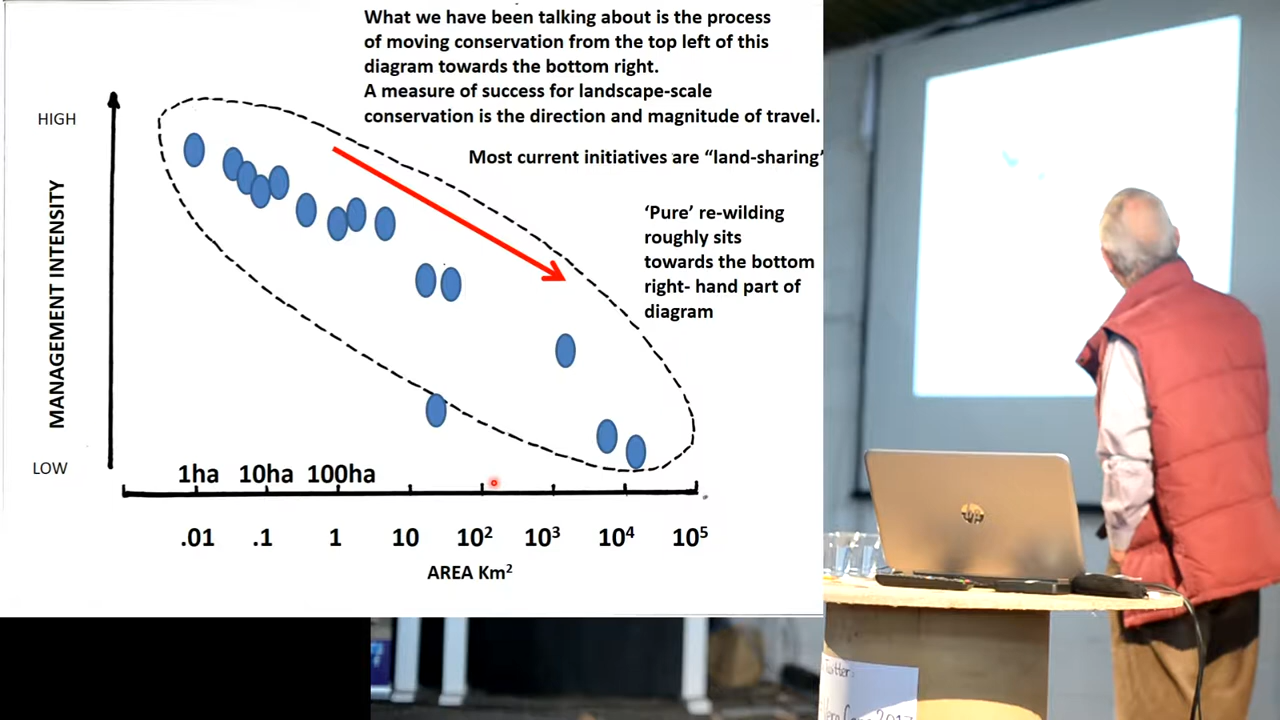 What we have been talking about is the process
of moving conservation from the top left of this
diagram towards the bottom right.
A measure of success for landscape-scale
conservation is the direction and magnitude of travel.
Most current initiatives are “land-sharing’
‘Pure’ re-wilding
roughly sits
towards the bottom
right- hand part of
diagram
HIGH
MANAGEMENT INTENSITY
LOW
1ha 10ha 100ha
.01 .1 1 10 10² 10³ 10⁴ 10⁵
AREA Km²
hp